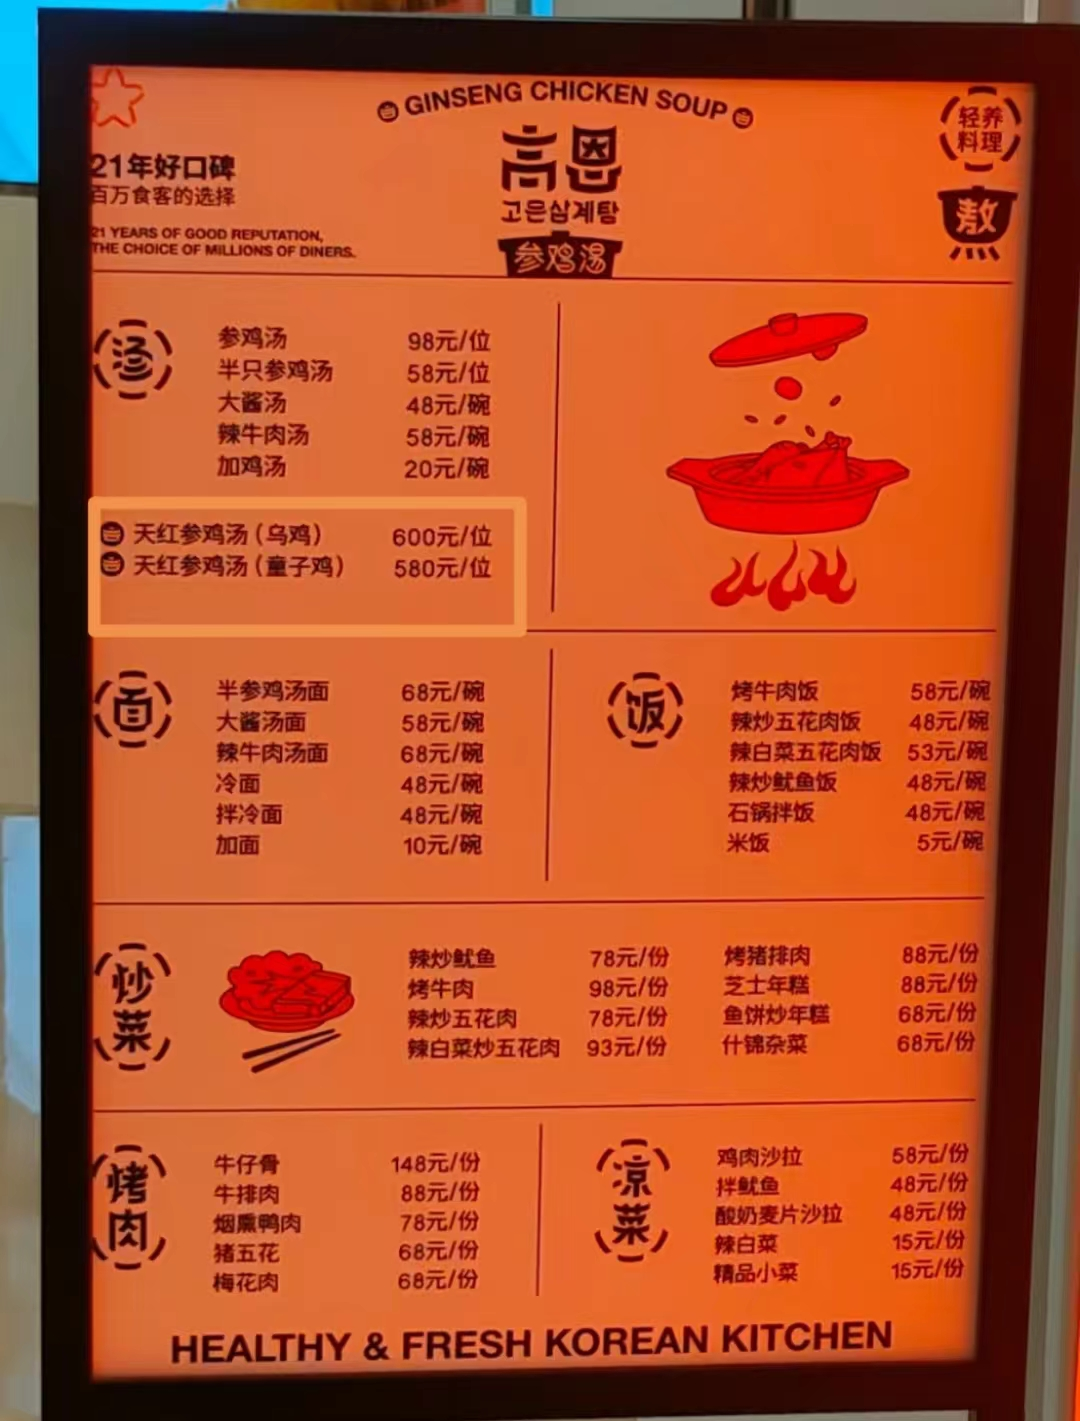 GINSENG CHICKEN SOUP
轻养
料理
高恩
고은삼계탕
参鸡汤
熬
21年好口碑
百万食客的选择
21 YEARS OF GOOD REPUTATION,
THE CHOICE OF MILLIONS OF DINERS.
汤
参鸡汤 98元/位
半只参鸡汤 58元/位
大酱汤 48元/碗
辣牛肉汤 58元/碗
加鸡汤 20元/碗
天红参鸡汤（乌鸡） 600元/位
天红参鸡汤（童子鸡） 580元/位
面
半参鸡汤面 68元/碗
大酱汤面 58元/碗
辣牛肉汤面 68元/碗
冷面 48元/碗
拌冷面 48元/碗
加面 10元/碗
饭
烤牛肉饭 58元/碗
辣炒五花肉饭 48元/碗
辣白菜五花肉饭 53元/碗
辣炒鱿鱼饭 48元/碗
石锅拌饭 48元/碗
米饭 5元/碗
炒菜
辣炒鱿鱼 78元/份
烤牛肉 98元/份
辣炒五花肉 78元/份
辣白菜炒五花肉 93元/份
烤猪排肉 88元/份
芝士年糕 88元/份
鱼饼炒年糕 68元/份
什锦杂菜 68元/份
烤肉
牛仔骨 148元/份
牛排肉 88元/份
烟熏鸭肉 78元/份
猪五花 68元/份
梅花肉 68元/份
凉菜
鸡肉沙拉 58元/份
拌鱿鱼 48元/份
酸奶麦片沙拉 48元/份
辣白菜 15元/份
精品小菜 15元/份
HEALTHY & FRESH KOREAN KITCHEN